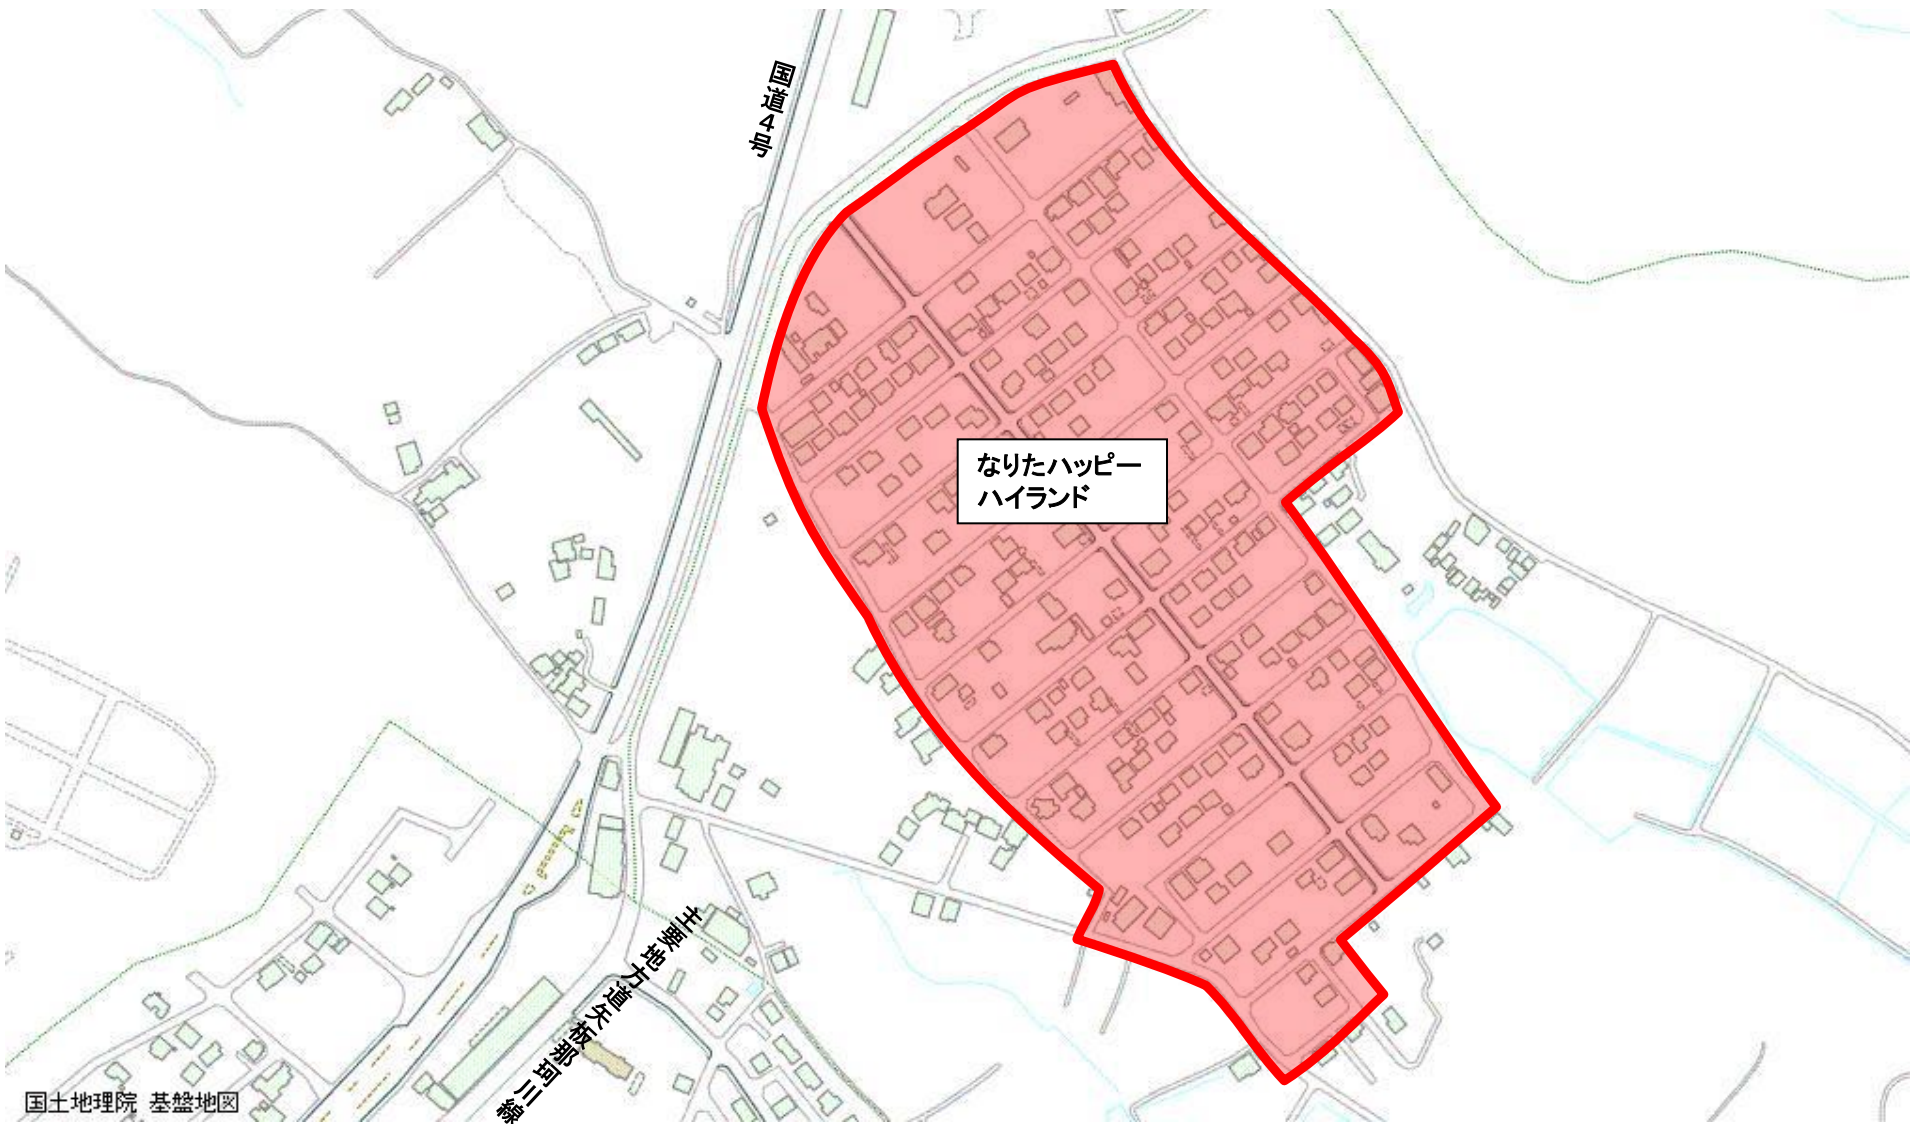 国道4号
なりたハッピー
ハイランド
主要地方道矢板那珂川線
国土地理院 基盤地図